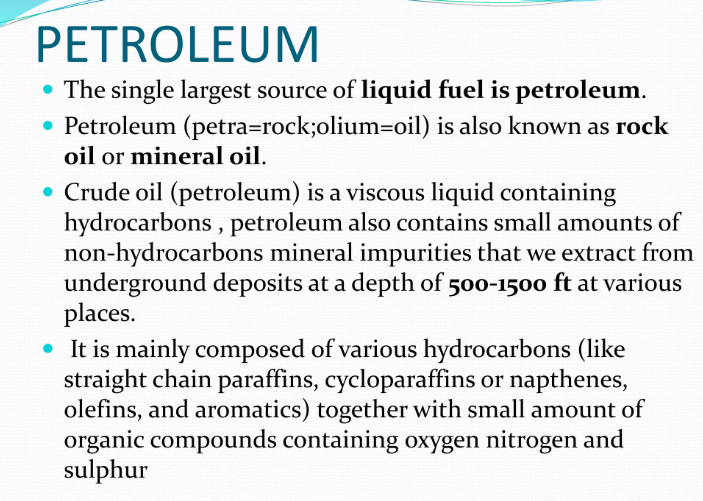 PETROLEUM
The single largest source of liquid fuel is petroleum.
Petroleum (petra=rock;olium=oil) is also known as rock
oil or mineral oil.
Crude oil (petroleum) is a viscous liquid containing
hydrocarbons , petroleum also contains small amounts of
non-hydrocarbons mineral impurities that we extract from
underground deposits at a depth of 500-1500 ft at various
places.
It is mainly composed of various hydrocarbons (like
straight chain paraffins, cycloparaffins or napthenes,
olefins, and aromatics) together with small amount of
organic compounds containing oxygen nitrogen and
sulphur